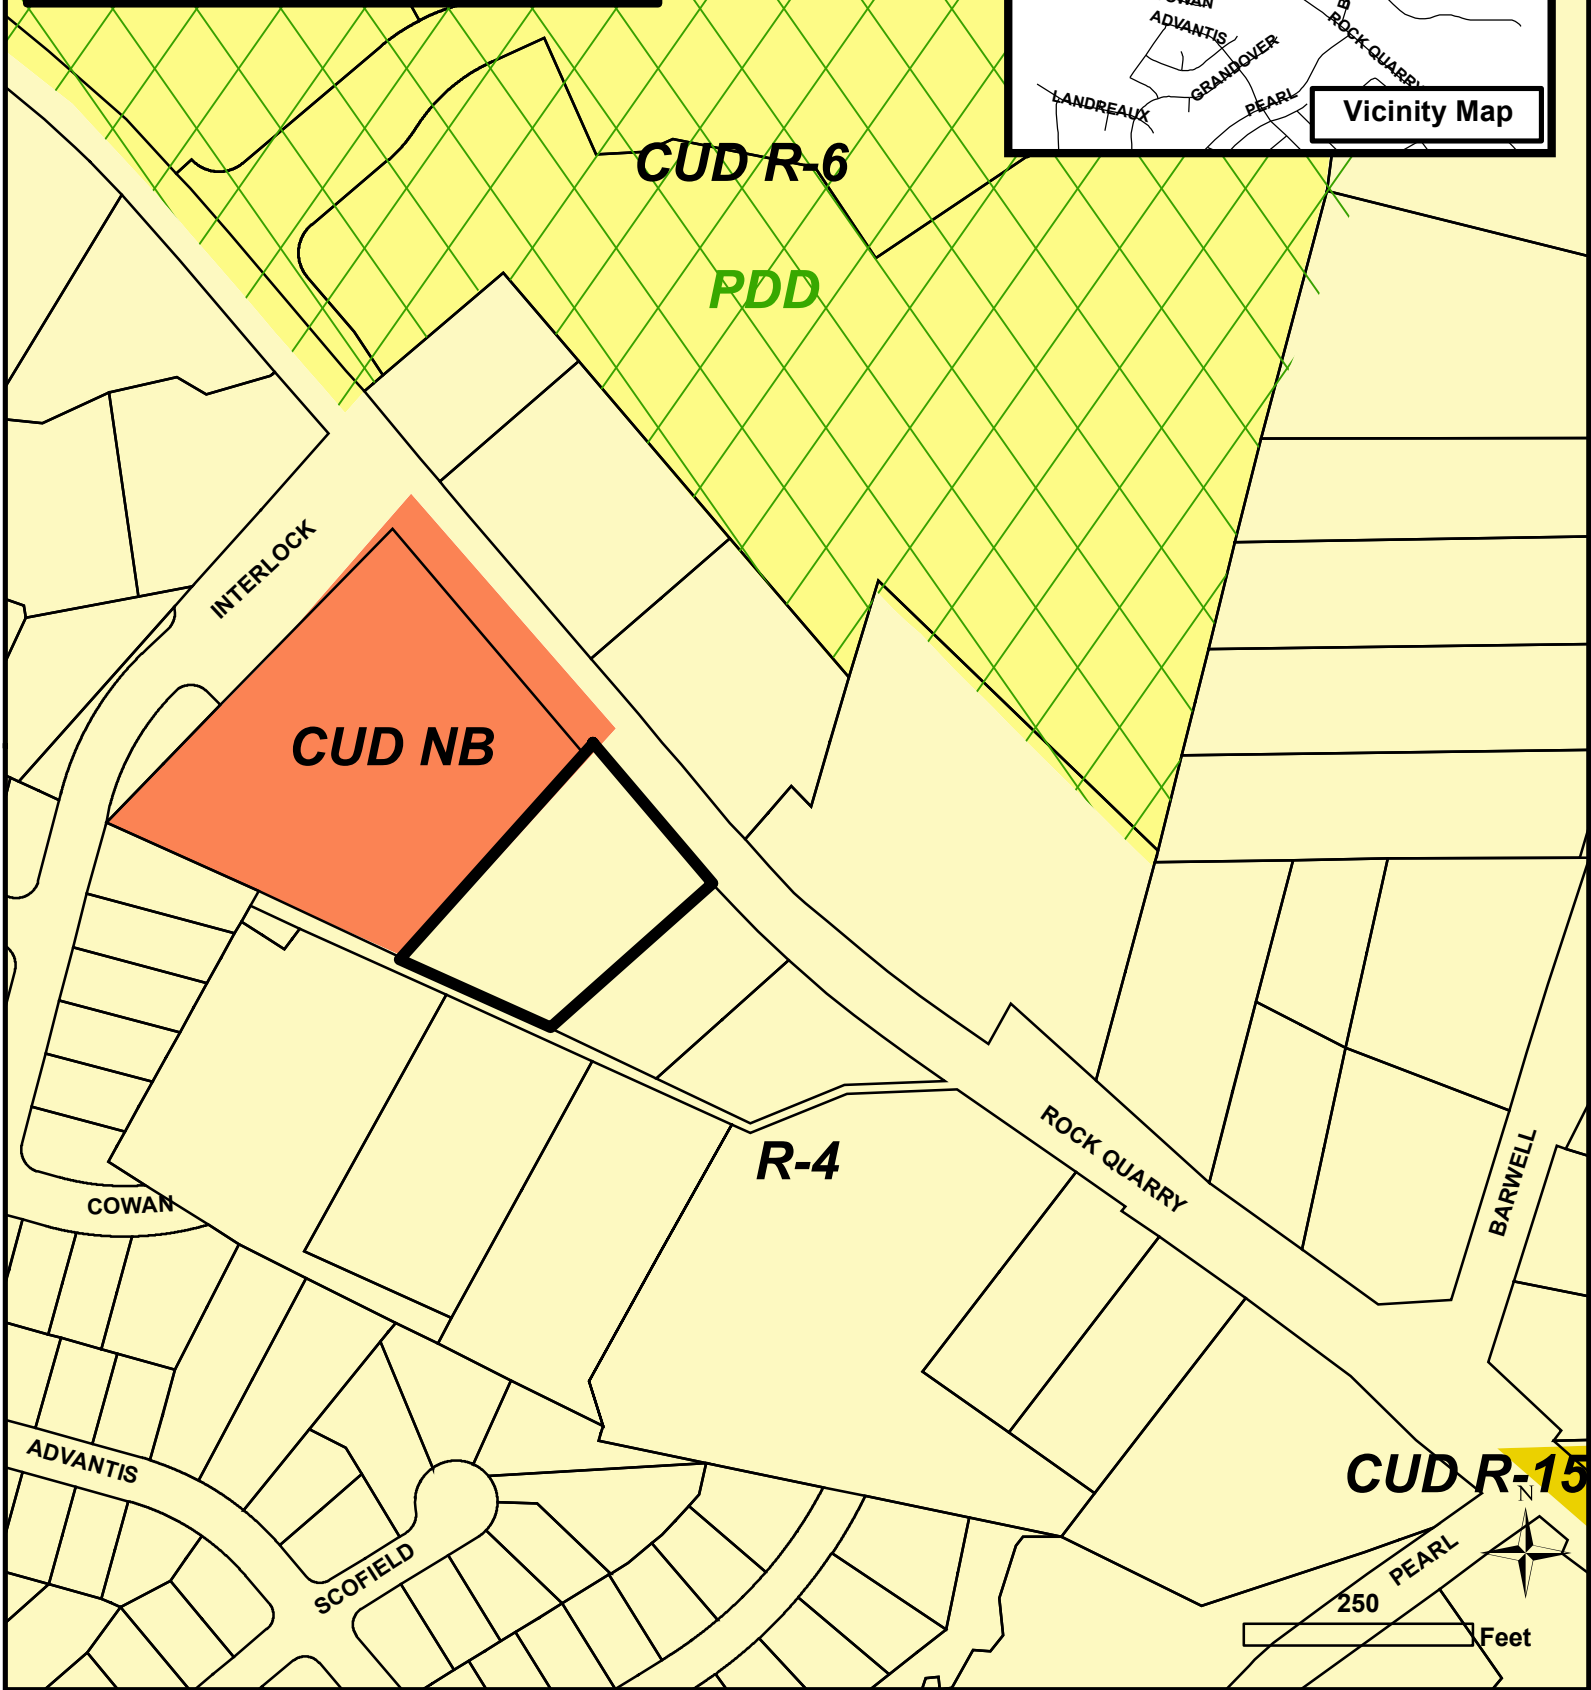 ADVANTIS
ROCK QUARRY
GRANDOVER
LANDREAUX
PEARL
Vicinity Map
CUD R-6
PDD
INTERLOCK
CUD NB
ROCK QUARRY
R-4
BARWELL
COWAN
ADVANTIS
CUD R-15
N
SCOFIELD
PEARL
250
Feet